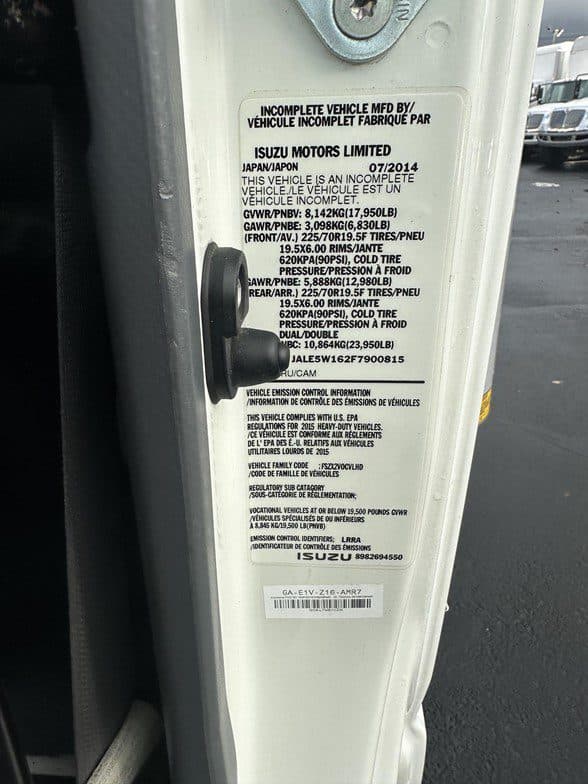 INCOMPLETE VEHICLE MFD BY/
VÉHICULE INCOMPLET FABRIQUÉ PAR
ISUZU MOTORS LIMITED
JAPAN/JAPON 07/2014
THIS VEHICLE IS AN INCOMPLETE
VEHICLE./LE VÉHICULE EST UN
VÉHICULE INCOMPLET.
GVWR/PNBV: 8,142KG(17,950LB)
GAWR/PNBE: 3,098KG(6,830LB)
(FRONT/AV.) 225/70R19.5F TIRES/PNEU
19.5X6.00 RIMS/JANTE
620KPA(90PSI), COLD TIRE
PRESSURE/PRESSION À FROID
GAWR/PNBE: 5,888KG(12,980LB)
(REAR/ARR.) 225/70R19.5F TIRES/PNEU
19.5X6.00 RIMS/JANTE
620KPA(90PSI), COLD TIRE
PRESSURE/PRESSION À FROID
DUAL/DOUBLE
BC: 10,864KG(23,950LB)
JALE5W162F7900815
RU/CAM
VEHICLE EMISSION CONTROL INFORMATION
/INFORMATION DE CONTRÔLE DES ÉMISSIONS DE VÉHICULES
THIS VEHICLE COMPLIES WITH U.S. EPA
REGULATIONS FOR 2015 HEAVY-DUTY VEHICLES.
/CE VÉHICULE EST CONFORME AUX RÈGLEMENTS
DE L' EPA DES É.-U. RELATIFS AUX VÉHICULES
UTILITAIRES LOURDS DE 2015
VEHICLE FAMILY CODE : FSZX2VOCVLHD
/CODE DE FAMILLE DE VÉHICULES
REGULATORY SUB CATAGORY
/SOUS-CATÉGORIE DE RÉGLEMENTATION;
VOCATIONAL VEHICLES AT OR BELOW 19,500 POUNDS GVWR
/VÉHICULES SPÉCIALISÉS DE OU INFÉRIEURS
À 8,845 KG/19,500 LB(PNVB)
EMISSION CONTROL IDENTIFIERS; LRRA
/IDENTIFICATEUR DE CONTRÔLE DES ÉMISSIONS
ISUZU 8982694550
GA-E1V-Z16-AMR7